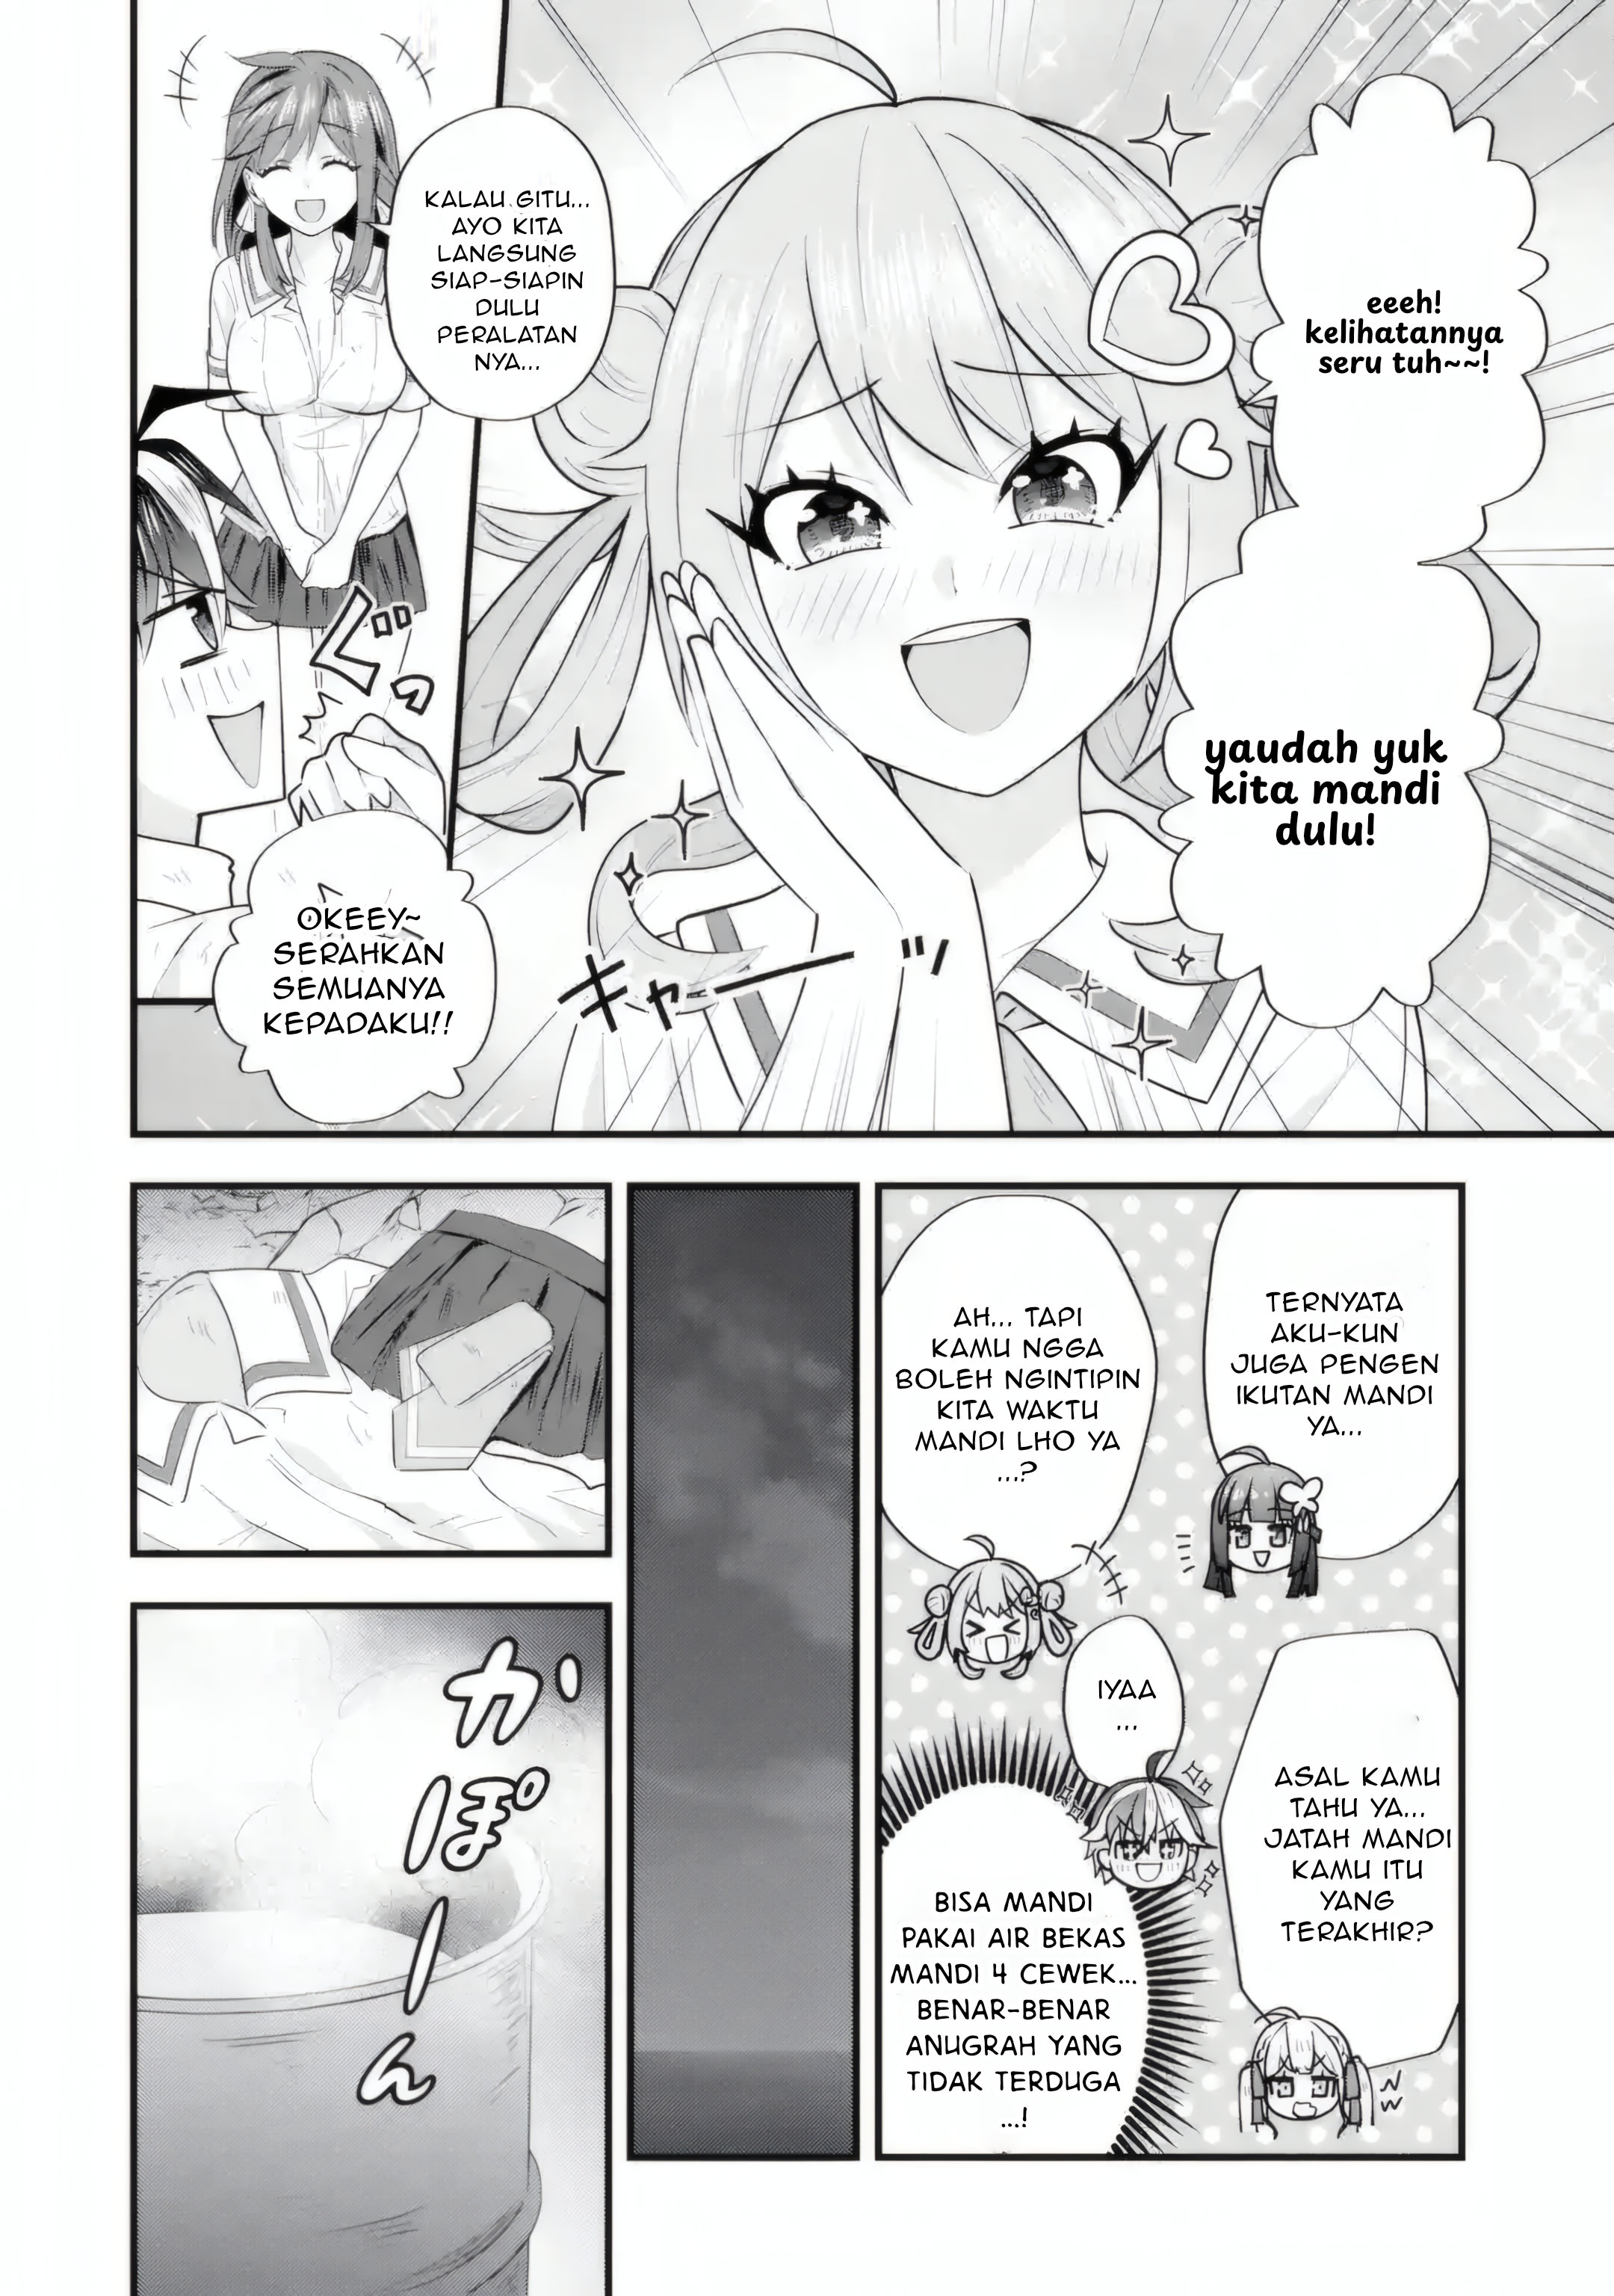 eeeh!
kelihatannya
seru tuh~~!
yaudah yuk
kita mandi
dulu!
キャーッ
KALAU GITU...
AYO KITA
LANGSUNG
SIAP-SIAPIN
DULU
PERALATAN
NYA...
ぐっ
OKEEY~
SERAHKAN
SEMUANYA
KEPADAKU!!
TERNYATA
AKU-KUN
JUGA PENGEN
IKUTAN MANDI
YA...
AH... TAPI
KAMU NGGA
BOLEH NGINTIPIN
KITA WAKTU
MANDI LHO YA
...?
ASAL KAMU
TAHU YA...
JATAH MANDI
KAMU ITU
YANG
TERAKHIR?
IYAA
...
BISA MANDI
PAKAI AIR BEKAS
MANDI 4 CEWEK...
BENAR-BENAR
ANUGRAH YANG
TIDAK TERDUGA
...!
かぽーん